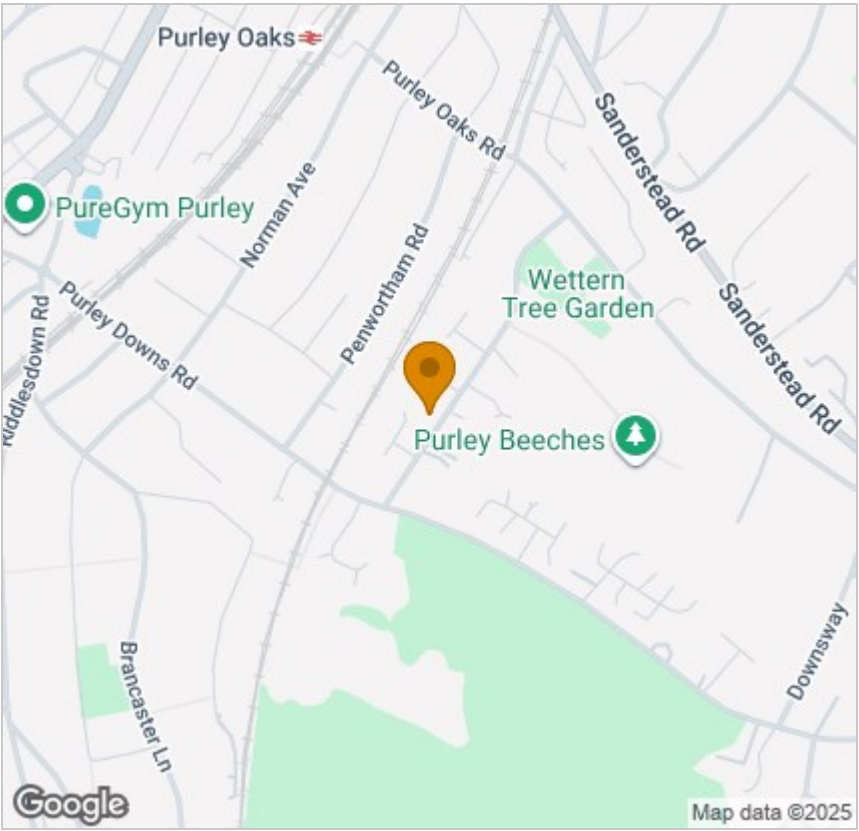 Purley Oaks
Purley Oaks Rd
Sanderstead Rd
PureGym Purley
Norman Ave
Penwortham Rd
Wettern
Tree Garden
Sanderstead Rd
Purley Downs Rd
Riddlesdown Rd
Purley Beeches
Downsway
Brancaster Ln
Google
Map data ©2025